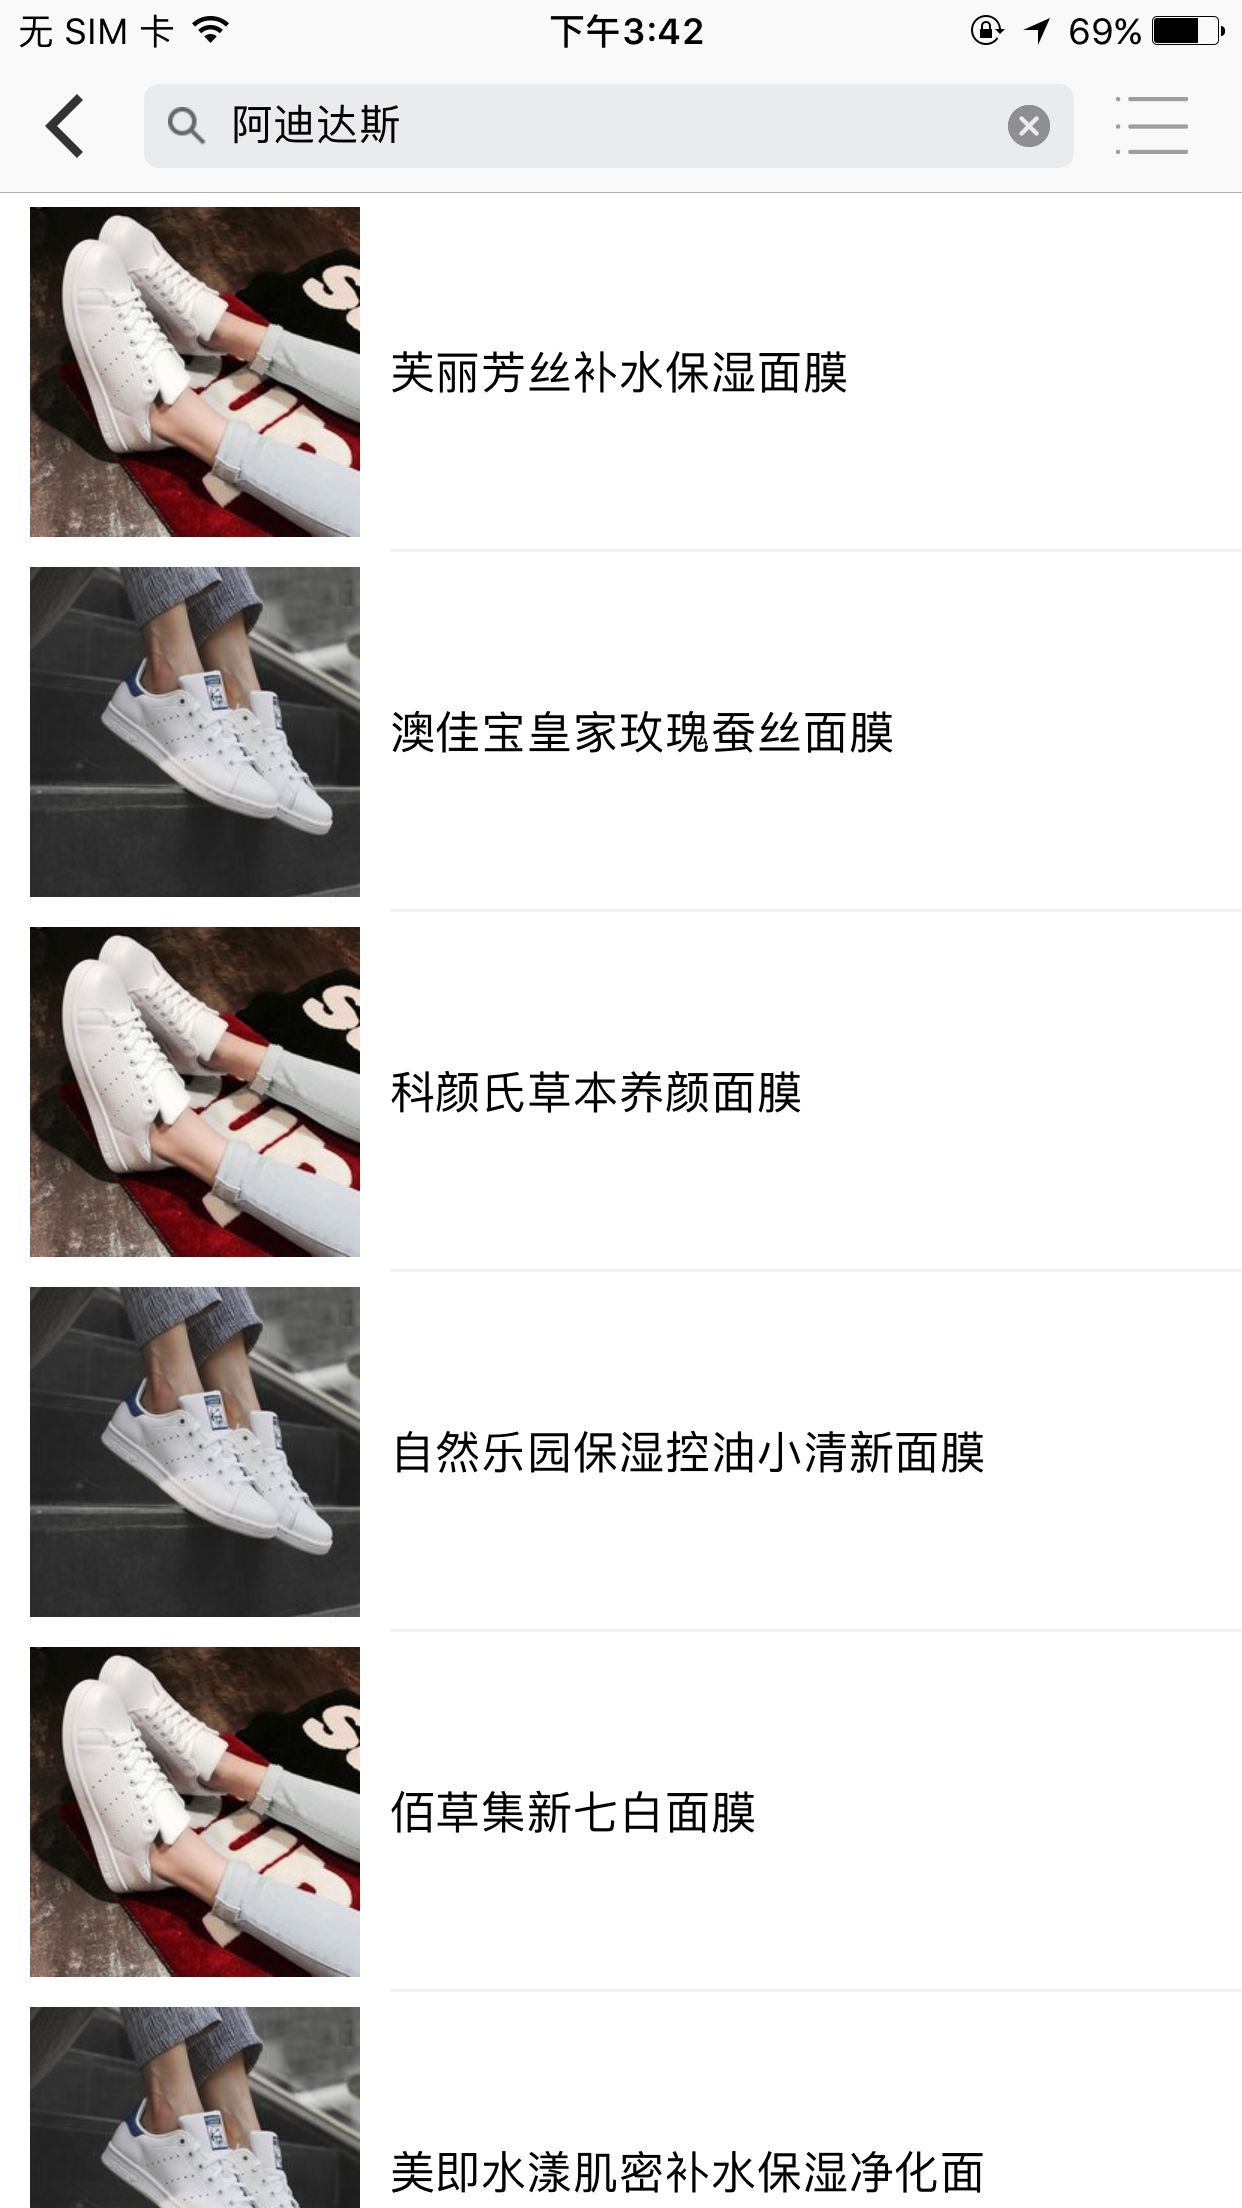 无 SIM 卡 下午3:42 69%
阿迪达斯
芙丽芳丝补水保湿面膜
澳佳宝皇家玫瑰蚕丝面膜
科颜氏草本养颜面膜
自然乐园保湿控油小清新面膜
佰草集新七白面膜
美即水漾肌密补水保湿净化面